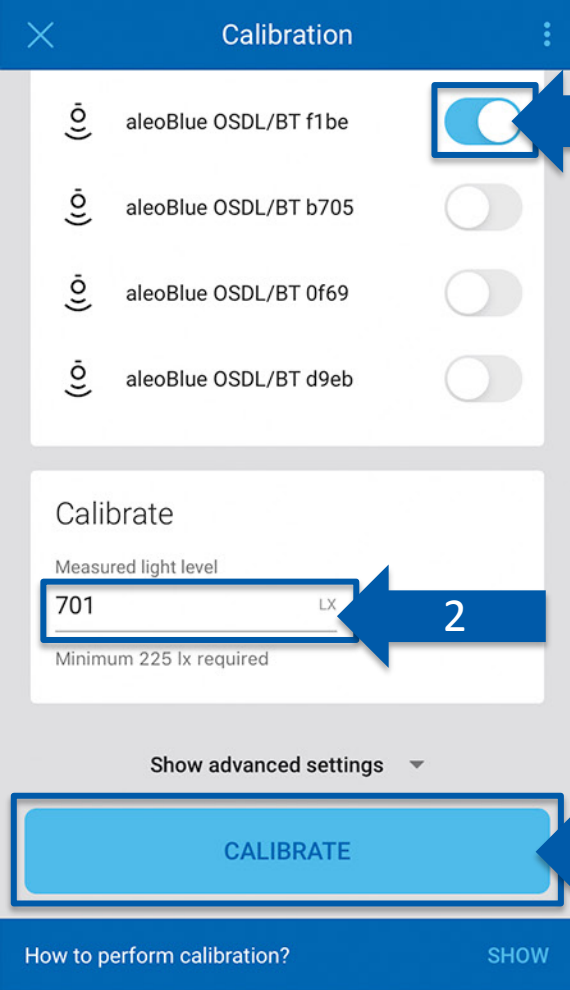 Calibration
aleoBlue OSDL/BT f1be
aleoBlue OSDL/BT b705
aleoBlue OSDL/BT 0f69
aleoBlue OSDL/BT d9eb
Calibrate
Measured light level
701 LX
2
Minimum 225 lx required
Show advanced settings
CALIBRATE
How to perform calibration? SHOW